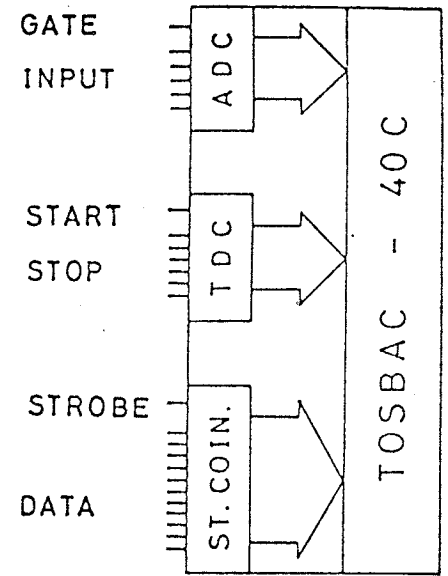 GATE
INPUT
ADC
START
STOP
TDC
STROBE
DATA
ST. COIN.
TOSBAC - 40C